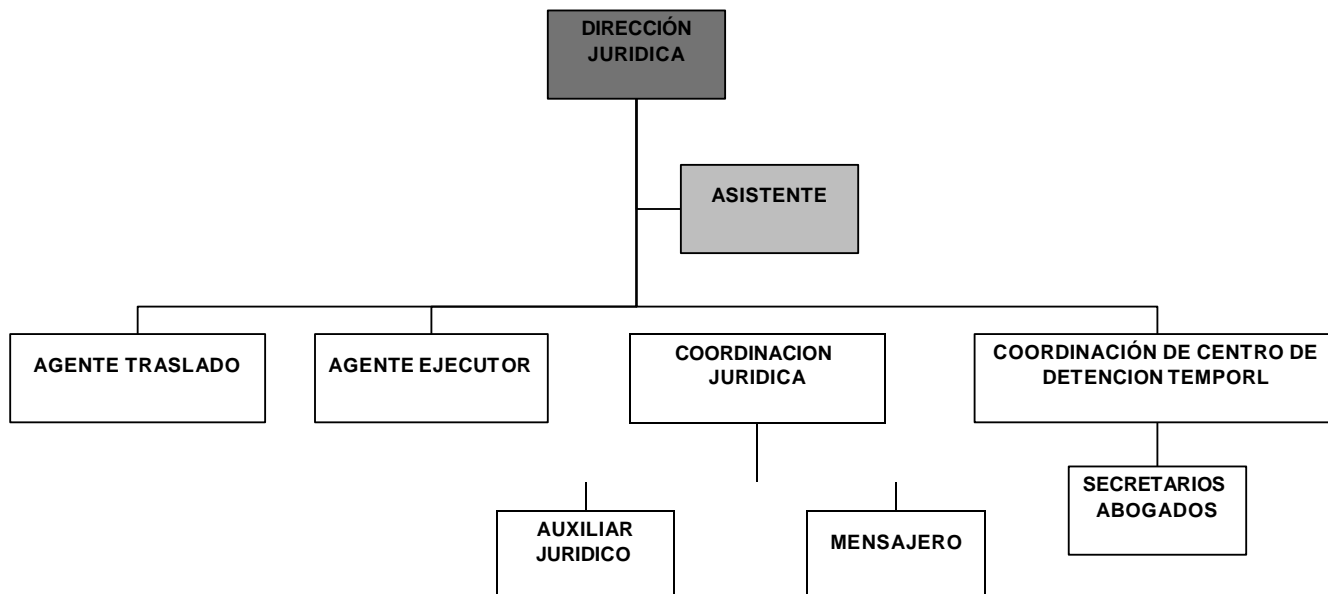 DIRECCIÓN
JURIDICA
ASISTENTE
AGENTE TRASLADO
AGENTE EJECUTOR
COORDINACION
JURIDICA
COORDINACIÓN DE CENTRO DE
DETENCION TEMPORL
SECRETARIOS
ABOGADOS
AUXILIAR
JURIDICO
MENSAJERO